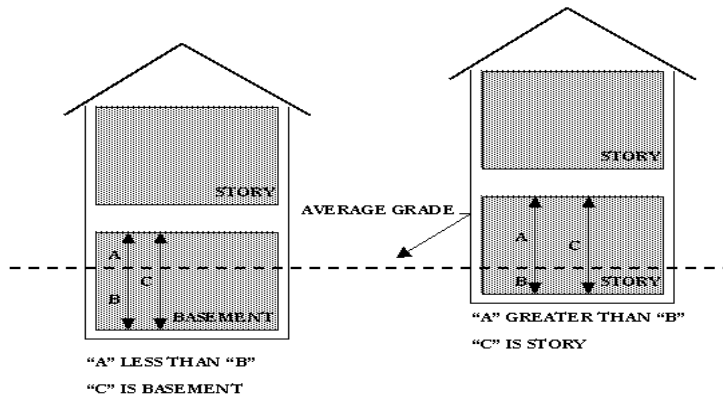 STORY
A
B
C
BASEMENT
“A” LESS THAN “B”
“C” IS BASEMENT
AVERAGE GRADE
STORY
A
B
C
STORY
“A” GREATER THAN “B”
“C” IS STORY